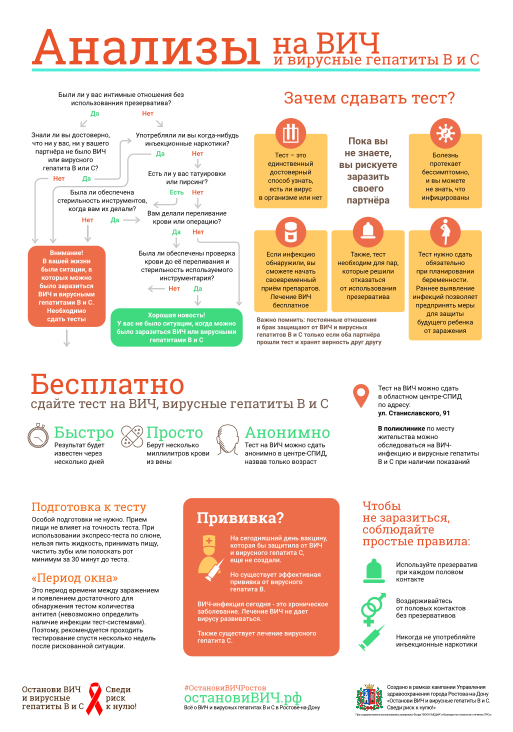 Анализы на ВИЧ
и вирусные гепатиты В и С
Были ли у вас интимные отношения без
использования презерватива?
Да
Нет
Знали ли вы достоверно,
что ни у вас, ни у вашего
партнёра не было ВИЧ
или вирусного
гепатита В или С?
Нет
Да
Употребляли ли вы когда-нибудь
инъекционные наркотики?
Да
Нет
Есть ли у вас татуировки
или пирсинг?
Есть
Нет
Была ли обеспечена
стерильность инструментов,
когда вам их делали?
Нет
Да
Вам делали переливание
крови или операцию?
Да
Нет
Была ли обеспечена проверка
крови до её переливания и
стерильность используемого
инструментария?
Нет
Да
Внимание!
В вашей жизни
были ситации, в
которых можно
было заразиться
ВИЧ и вирусными
гепатитами В и С.
Необходимо
сдать тесты!
Хорошая новость!
У вас не было ситуации, когда можно
было заразиться ВИЧ или вирусными
гепатитами В и С
Зачем сдавать тест?
Тест – это
единственный
достоверный
способ узнать,
есть ли вирус
в организме или нет
Пока вы
не знаете,
вы рискуете
заразить
своего
партнёра
Болезнь
протекает
бессимптомно,
и вы можете
не знать, что
инфицированы
Если инфекцию
обнаружили, вы
сможете начать
своевременный
приём препаратов.
Лечение ВИЧ
бесплатное
Также, тест
необходим для пар,
которые решили
отказаться
от использования
презерватива
Тест нужно сдать
обязательно
при планировании
беременности.
Раннее выявление
инфекций позволяет
предпринять меры
для защиты
будущего ребенка
от заражения
Важно помнить: постоянные отношения
и брак защищают от ВИЧ и вирусных
гепатитов В и С только если оба партнёра
прошли тест и хранят верность друг другу
Бесплатно
сдайте тест на ВИЧ, вирусные гепатиты В и С
Быстро
Результат будет
известен через
несколько дней
Просто
Берут несколько
миллилитров крови
из вены
Анонимно
Тест на ВИЧ можно сдать
анонимно в центре-СПИД,
назвав только возраст
Тест на ВИЧ можно сдать
в областном центре-СПИД
по адресу:
ул. Станиславского, 91
В поликлинике по месту
жительства можно
обследоваться на ВИЧ-
инфекцию и вирусные гепатиты
В и С при наличии показаний
Подготовка к тесту
Особой подготовки не нужно. Прием
пищи не влияет на точность теста. При
использовании экспресс-теста по слюне,
нельзя пить жидкость, принимать пищу,
чистить зубы или полоскать рот
минимум за 30 минут до теста.
«Период окна»
Это период времени между заражением
и появлением достаточного для
обнаружения тестом количества
антител (невозможно определить
наличие инфекции тест-системами).
Поэтому, рекомендуется проходить
тестирование спустя несколько недель
после рискованной ситуации.
Прививка?
На сегодняшний день вакцину,
которая бы защитила от ВИЧ
и вирусного гепатита С,
еще не создали.
Но существует эффективная
прививка от вирусного
гепатита В.
ВИЧ-инфекция сегодня - это хроническое
заболевание. Лечение ВИЧ не дает
вирусу развиваться.
Также существует лечение вирусного
гепатита С.
Чтобы
не заразиться,
соблюдайте
простые правила:
Используйте презерватив
при каждом половом
контакте
Воздерживайтесь
от половых контактов
без презервативов
Никогда не употребляйте
инъекционные наркотики
Останови ВИЧ
и вирусные
гепатиты В и С
Сведи
риск
к нулю!
#ОстановиВИЧРостов
остановиВИЧ.рф
Всё о ВИЧ и вирусных гепатитах В и С в Ростове-на-Дону
Создано в рамках кампании Управления
здравоохранения города Ростова-на-Дону
«Останови ВИЧ и вирусные гепатиты В и С.
Сведи риск к нулю!»